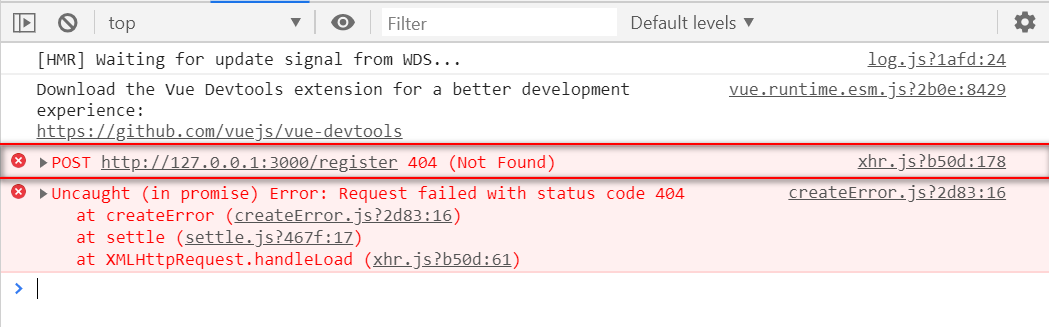 top Filter Default levels
[HMR] Waiting for update signal from WDS... log.js?1afd:24
Download the Vue Devtools extension for a better development vue.runtime.esm.js?2b0e:8429
experience:
https://github.com/vuejs/vue-devtools
POST http://127.0.0.1:3000/register 404 (Not Found) xhr.js?b50d:178
Uncaught (in promise) Error: Request failed with status code 404 createError.js?2d83:16
at createError (createError.js?2d83:16)
at settle (settle.js?467f:17)
at XMLHttpRequest.handleLoad (xhr.js?b50d:61)